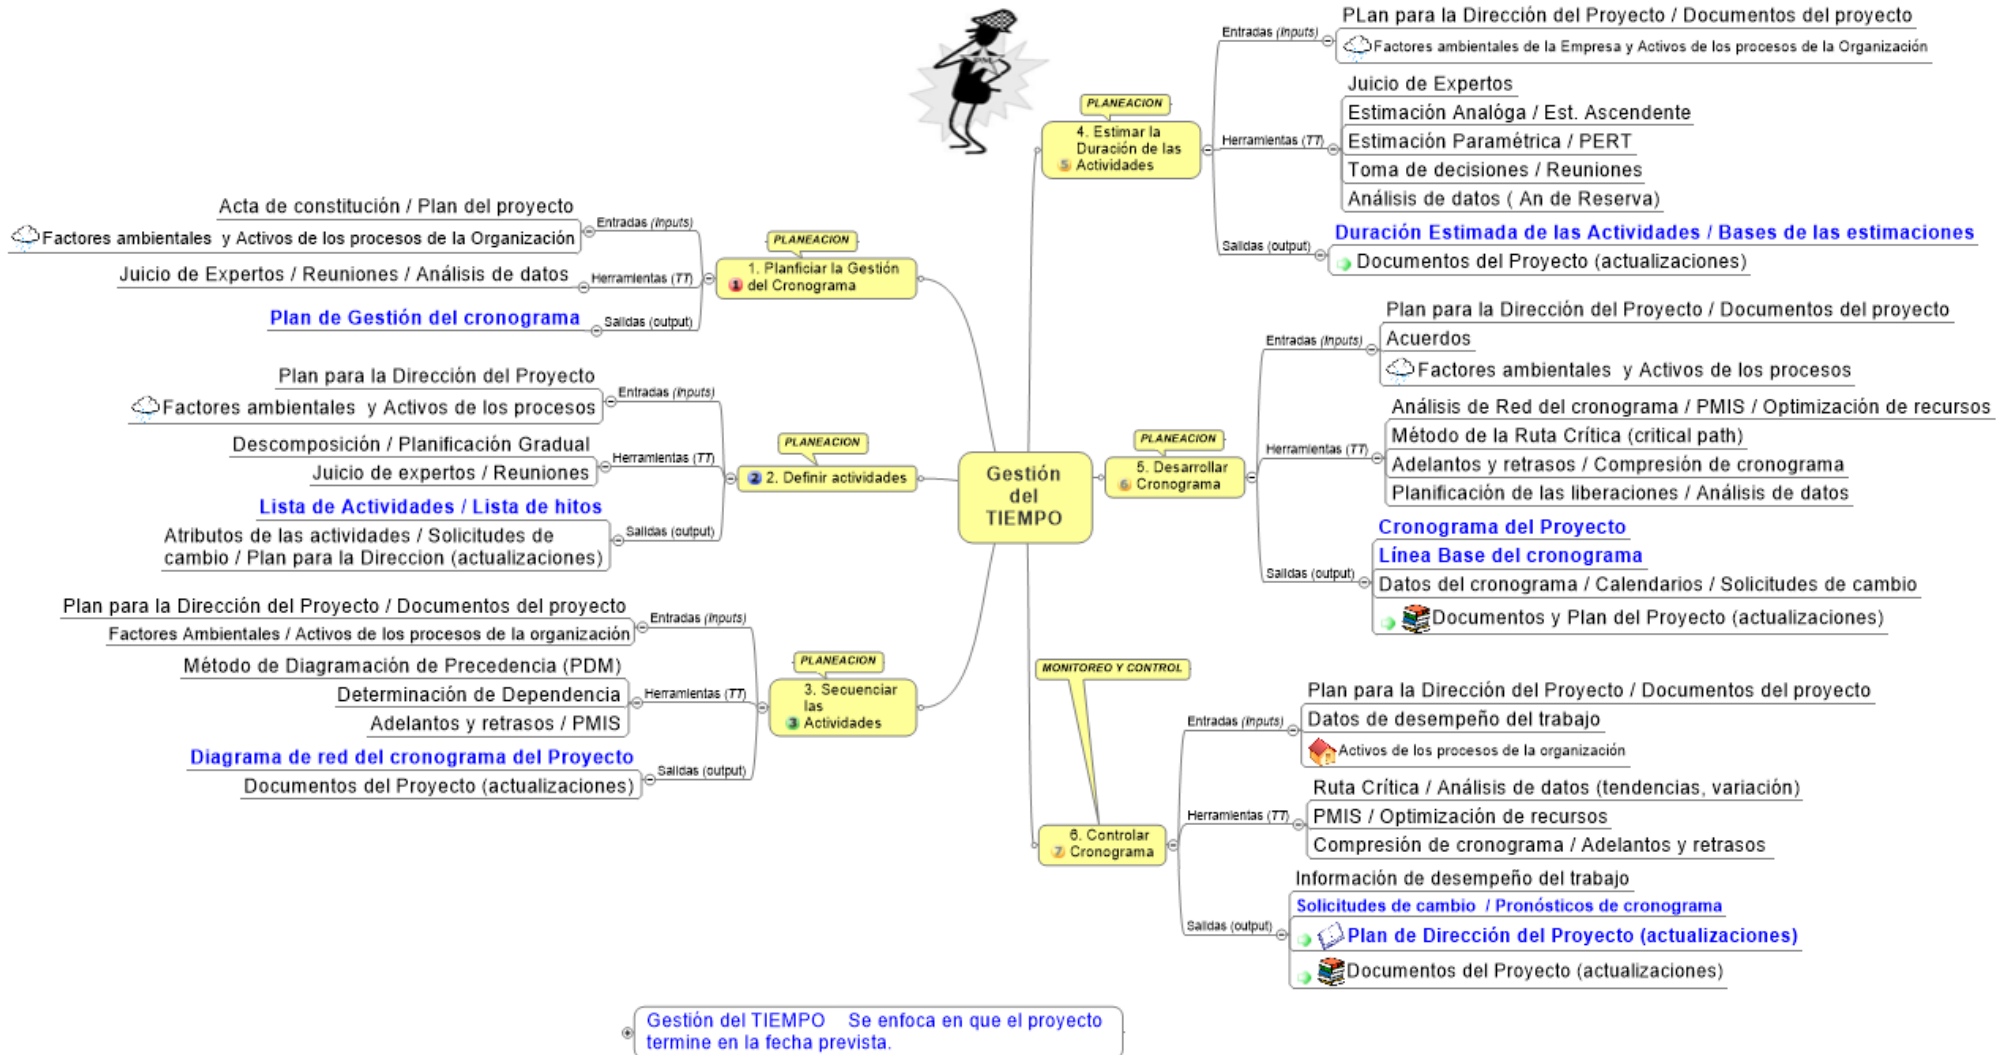 Gestión
del
TIEMPO
PLANEACION
1. Planficiar la Gestión
del Cronograma
Entradas (Inputs)
Acta de constitución / Plan del proyecto
Factores ambientales y Activos de los procesos de la Organización
Herramientas (TT)
Juicio de Expertos / Reuniones / Análisis de datos
Salidas (output)
Plan de Gestión del cronograma
PLANEACION
2. Definir actividades
Entradas (Inputs)
Plan para la Dirección del Proyecto
Factores ambientales y Activos de los procesos
Herramientas (TT)
Descomposición / Planificación Gradual
Juicio de expertos / Reuniones
Salidas (output)
Lista de Actividades / Lista de hitos
Atributos de las actividades / Solicitudes de
cambio / Plan para la Direccion (actualizaciones)
PLANEACION
3. Secuenciar
las
Actividades
Entradas (Inputs)
Plan para la Dirección del Proyecto / Documentos del proyecto
Factores Ambientales / Activos de los procesos de la organización
Herramientas (TT)
Método de Diagramación de Precedencia (PDM)
Determinación de Dependencia
Adelantos y retrasos / PMIS
Salidas (output)
Diagrama de red del cronograma del Proyecto
Documentos del Proyecto (actualizaciones)
PLANEACION
4. Estimar la
Duración de las
Actividades
Entradas (Inputs)
PLan para la Dirección del Proyecto / Documentos del proyecto
Factores ambientales de la Empresa y Activos de los procesos de la Organización
Herramientas (TT)
Juicio de Expertos
Estimación Analóga / Est. Ascendente
Estimación Paramétrica / PERT
Toma de decisiones / Reuniones
Análisis de datos ( An de Reserva)
Salidas (output)
Duración Estimada de las Actividades / Bases de las estimaciones
Documentos del Proyecto (actualizaciones)
PLANEACION
5. Desarrollar
Cronograma
Entradas (Inputs)
Plan para la Dirección del Proyecto / Documentos del proyecto
Acuerdos
Factores ambientales y Activos de los procesos
Herramientas (TT)
Análisis de Red del cronograma / PMIS / Optimización de recursos
Método de la Ruta Crítica (critical path)
Adelantos y retrasos / Compresión de cronograma
Planificación de las liberaciones / Análisis de datos
Salidas (output)
Cronograma del Proyecto
Línea Base del cronograma
Datos del cronograma / Calendarios / Solicitudes de cambio
Documentos y Plan del Proyecto (actualizaciones)
MONITOREO Y CONTROL
6. Controlar
Cronograma
Entradas (Inputs)
Plan para la Dirección del Proyecto / Documentos del proyecto
Datos de desempeño del trabajo
Activos de los procesos de la organización
Herramientas (TT)
Ruta Crítica / Análisis de datos (tendencias, variación)
PMIS / Optimización de recursos
Compresión de cronograma / Adelantos y retrasos
Salidas (output)
Información de desempeño del trabajo
Solicitudes de cambio / Pronósticos de cronograma
Plan de Dirección del Proyecto (actualizaciones)
Documentos del Proyecto (actualizaciones)
Gestión del TIEMPO Se enfoca en que el proyecto
termine en la fecha prevista.